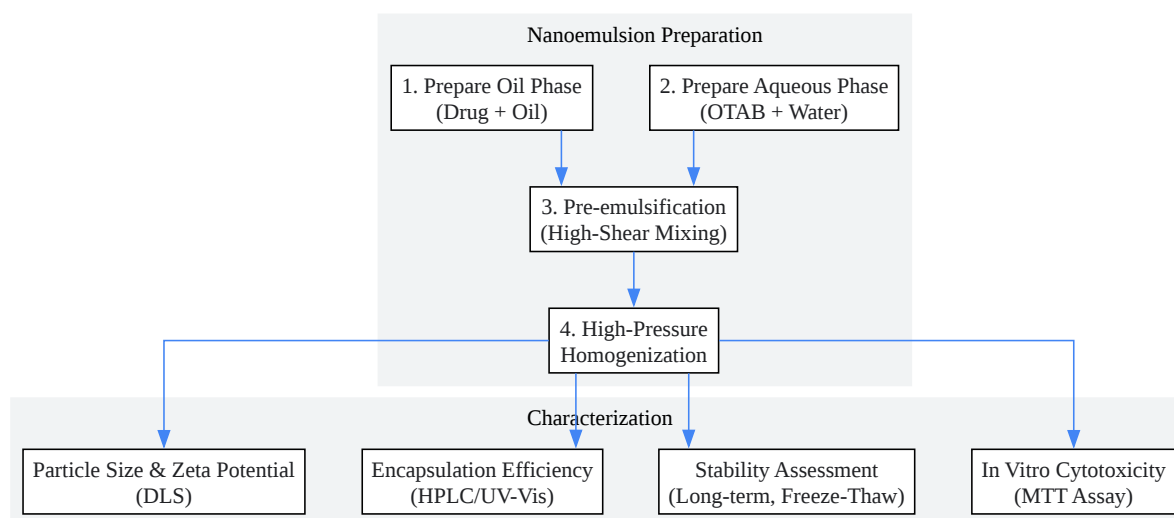 Nanoemulsion Preparation
1. Prepare Oil Phase
(Drug + Oil)
2. Prepare Aqueous Phase
(OTAB + Water)
3. Pre-emulsification
(High-Shear Mixing)
4. High-Pressure
Homogenization
Characterization
Particle Size & Zeta Potential
(DLS)
Encapsulation Efficiency
(HPLC/UV-Vis)
Stability Assessment
(Long-term, Freeze-Thaw)
In Vitro Cytotoxicity
(MTT Assay)